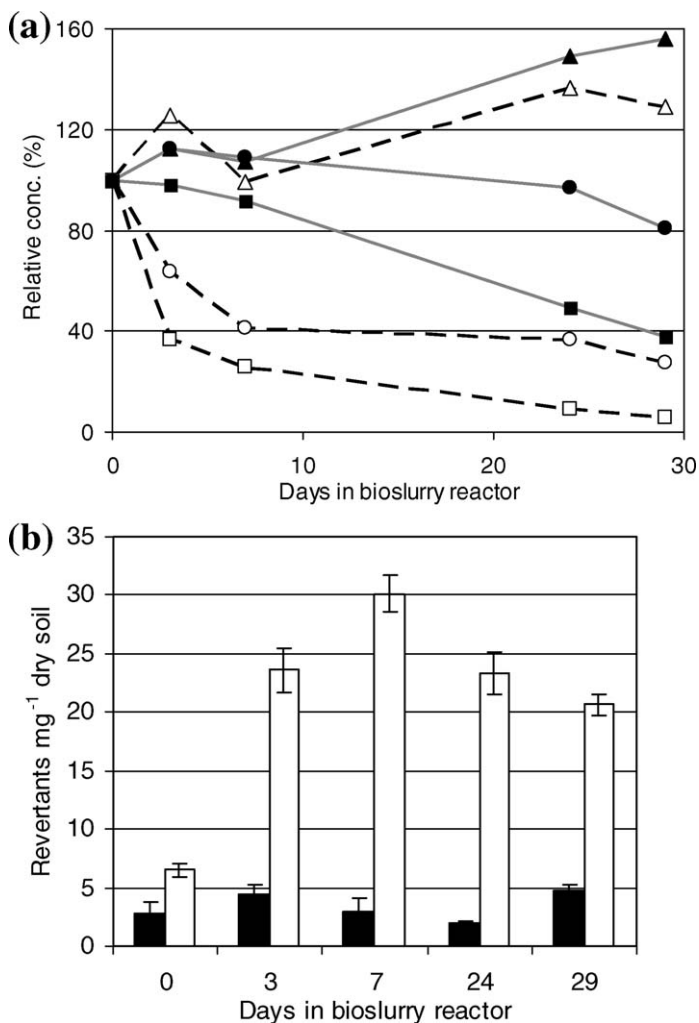 (a)
160
120
80
40
0
Relative conc. (%)
0 10 20 30
Days in bioslurry reactor
(b)
35
30
25
20
15
10
5
0
Revertants mg⁻¹ dry soil
0 3 7 24 29
Days in bioslurry reactor